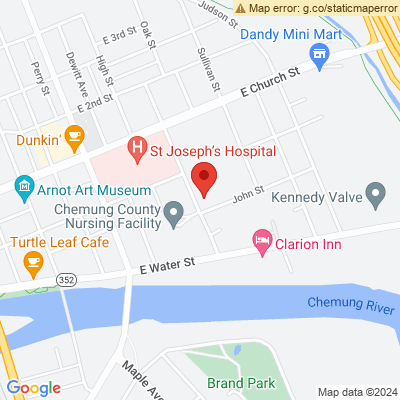 Map error: g.co/staticmaperror
Judson St
E 3rd St
Oak St
Sullivan St
Dandy Mini Mart
Perry St
Dewitt Ave
High St
E 2nd St
E Church St
Dunkin'
St Joseph's Hospital
Arnot Art Museum
John St
Kennedy Valve
Chemung County
Nursing Facility
Turtle Leaf Cafe
Clarion Inn
E Water St
352
Chemung River
Maple Ave
Brand Park
Google
Map data ©2024